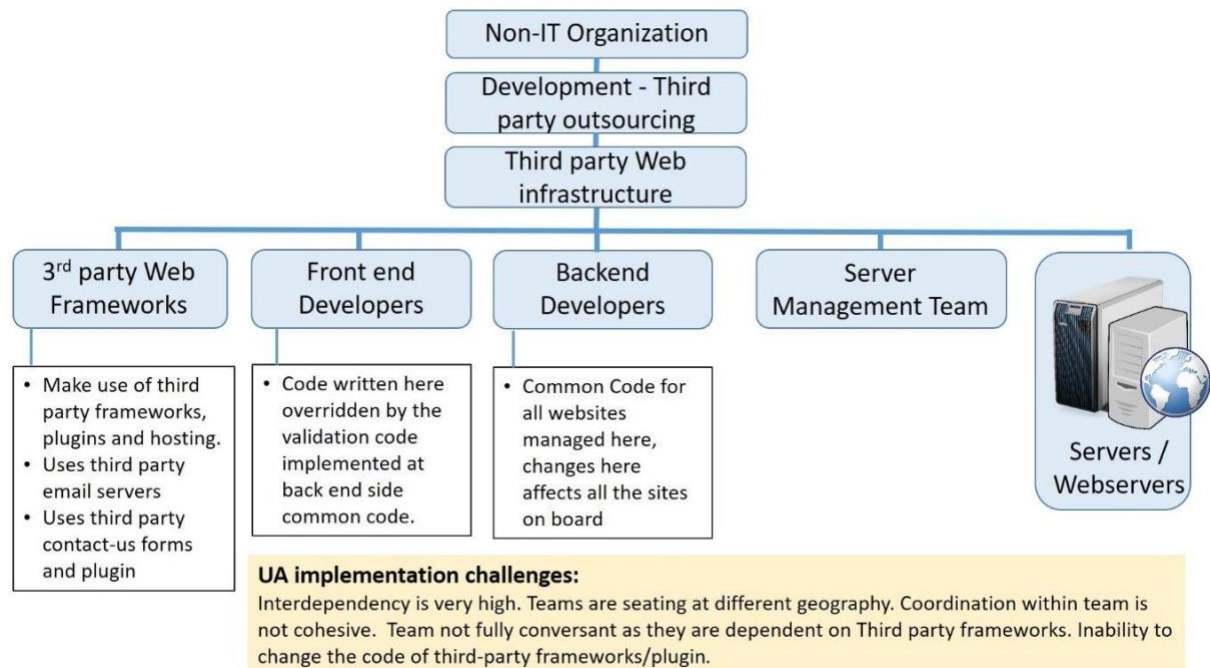 Non-IT Organization
Development - Third
party outsourcing
Third party Web
infrastructure
3rd party Web
Frameworks
Front end
Developers
Backend
Developers
Server
Management Team
Servers /
Webservers
• Make use of third
party frameworks,
plugins and hosting.
• Uses third party
email servers
• Uses third party
contact-us forms
and plugin
• Code written here
overridden by the
validation code
implemented at
back end side
common code.
• Common Code for
all websites
managed here,
changes here
affects all the sites
on board
UA implementation challenges:
Interdependency is very high. Teams are seating at different geography. Coordination within team is
not cohesive. Team not fully conversant as they are dependent on Third party frameworks. Inability to
change the code of third-party frameworks/plugin.